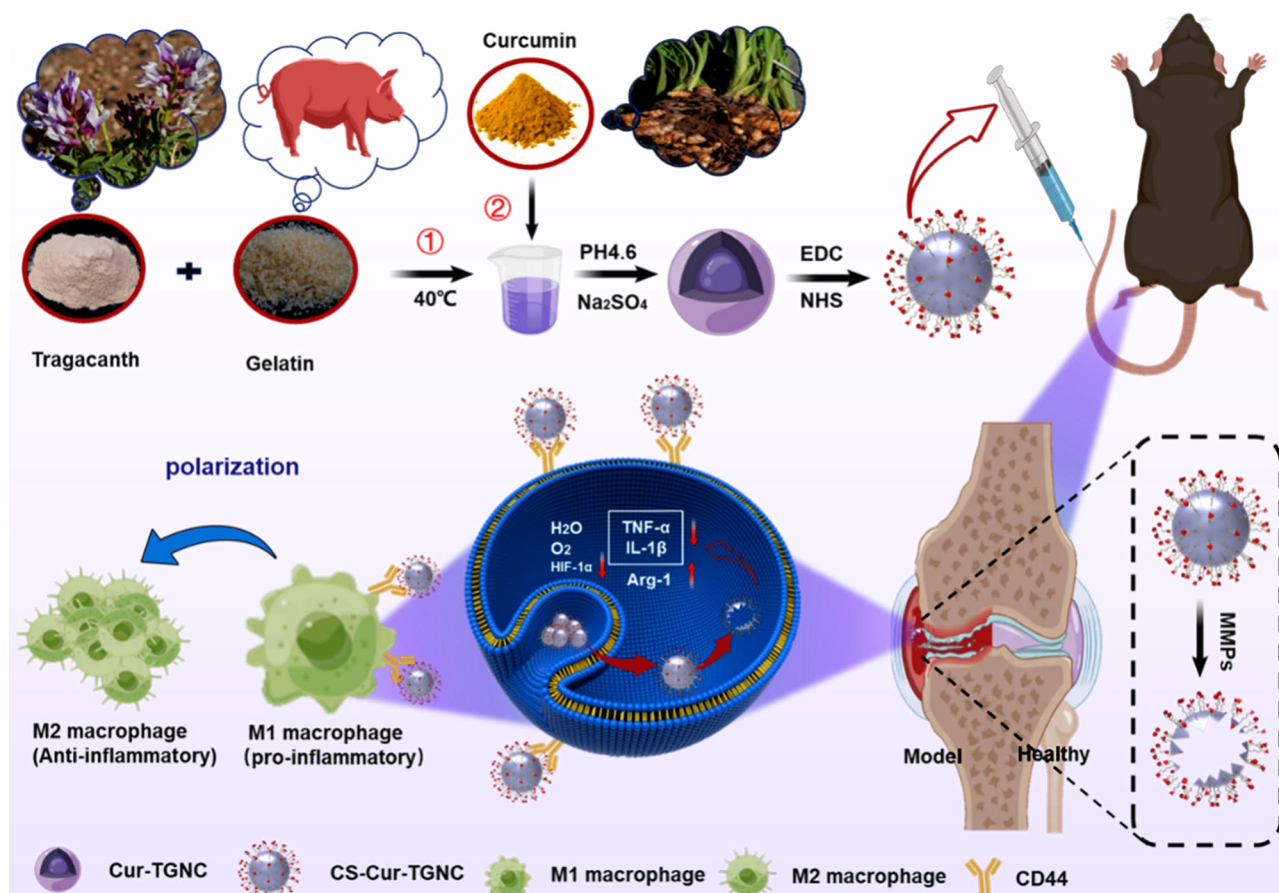 Curcumin
②
①
40℃
PH4.6
Na₂SO₄
EDC
NHS
+
Tragacanth
Gelatin
polarization
H2O
O2
HIF-1α
TNF-α
IL-1β
Arg-1
MMPs
M2 macrophage
(Anti-inflammatory)
M1 macrophage
(pro-inflammatory)
Model
Healthy
Cur-TGNC
CS-Cur-TGNC
M1 macrophage
M2 macrophage
CD44